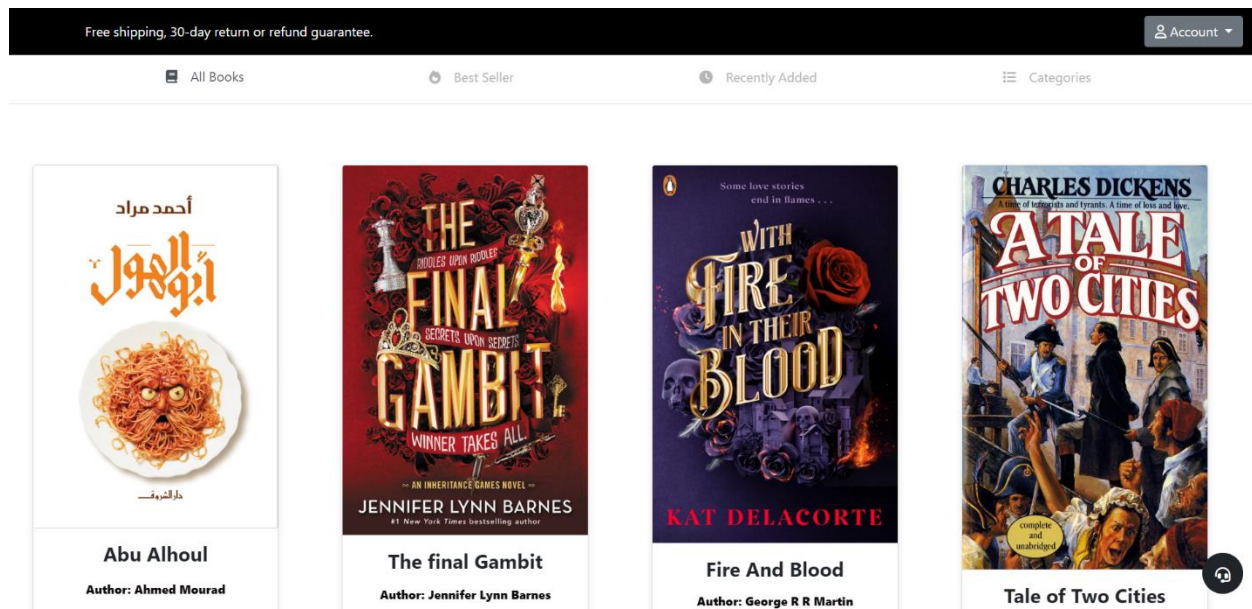 Free shipping, 30-day return or refund guarantee.
Account
All Books
Best Seller
Recently Added
Categories
أحمد مراد
أبو الهول
دار الشروق
Abu Alhoul
Author: Ahmed Mourad
THE
RIDDLES UPON RIDDLES
FINAL
SECRETS UPON SECRETS
GAMBIT
WINNER TAKES ALL.
AN INHERITANCE GAMES NOVEL
JENNIFER LYNN BARNES
#1 New York Times bestselling author
The final Gambit
Author: Jennifer Lynn Barnes
Some love stories
end in flames . . .
WITH
FIRE
IN THEIR
BLOOD
KAT DELACORTE
Fire And Blood
Author: George R R Martin
CHARLES DICKENS
A time of terrorists and tyrants. A time of loss and love.
A TALE
OF
TWO CITIES
complete
and
unabridged
Tale of Two Cities